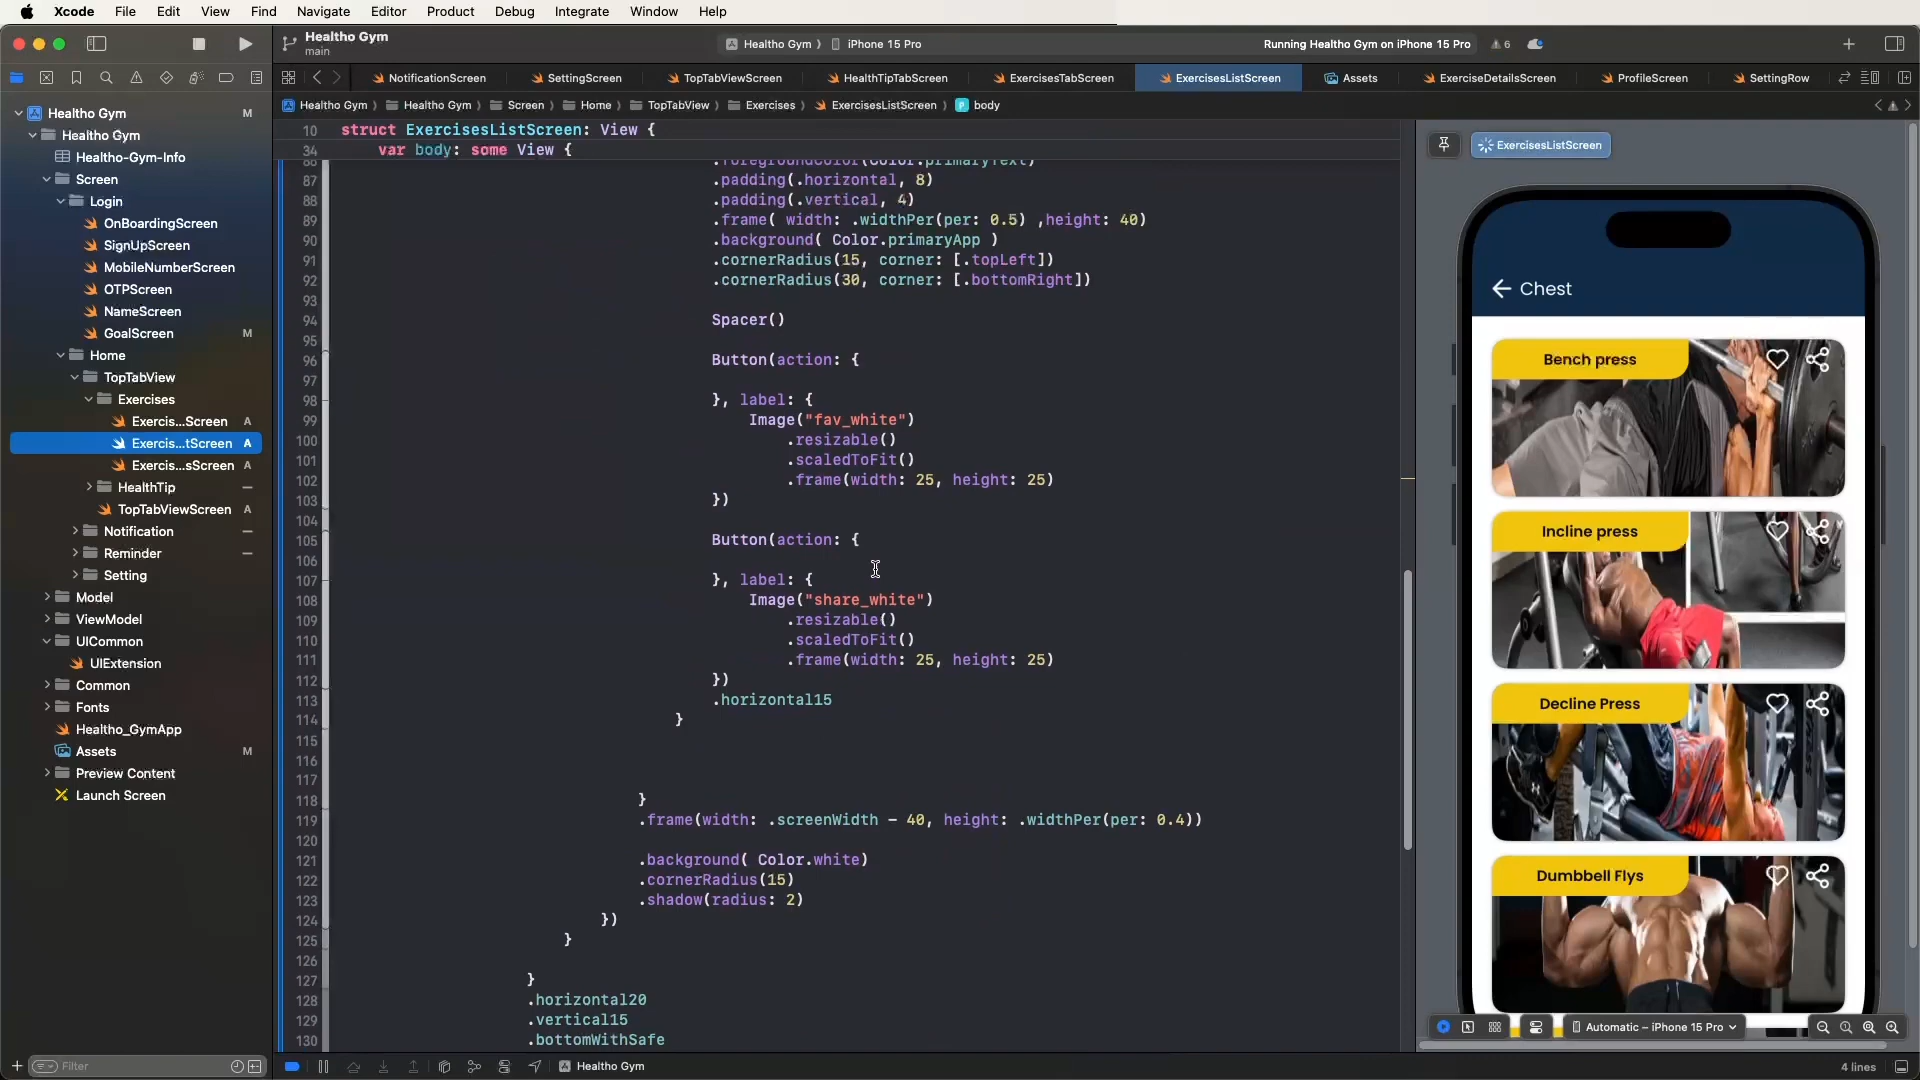 Xcode File Edit View Find Navigate Editor Product Debug Integrate Window Help
Healtho Gym
main
Healtho Gym iPhone 15 Pro
Running Healtho Gym on iPhone 15 Pro
6
NotificationScreen SettingScreen TopTabViewScreen HealthTipTabScreen ExercisesTabScreen ExercisesListScreen Assets ExerciseDetailsScreen ProfileScreen SettingRow
Healtho Gym Healtho Gym Screen Home TopTabView Exercises ExercisesListScreen body
Healtho Gym M
Healtho Gym
Healtho-Gym-Info
Screen
Login
OnBoardingScreen
SignUpScreen
MobileNumberScreen
OTPScreen
NameScreen
GoalScreen M
Home
TopTabView
Exercises
Exercis...Screen A
Exercis...tScreen A
Exercis...sScreen A
HealthTip
TopTabViewScreen A
Notification
Reminder
Setting
Model
ViewModel
UICommon
UIExtension
Common
Fonts
Healtho_GymApp
Assets M
Preview Content
Launch Screen
Filter
10 struct ExercisesListScreen: View {
34 var body: some View {
.foregroundColor(Color.primaryText)
87 .padding(.horizontal, 8)
88 .padding(.vertical, 4)
89 .frame( width: .widthPer(per: 0.5) ,height: 40)
90 .background( Color.primaryApp )
91 .cornerRadius(15, corner: [.topLeft])
92 .cornerRadius(30, corner: [.bottomRight])
93
94 Spacer()
95
96 Button(action: {
97
98 }, label: {
99 Image("fav_white")
100 .resizable()
101 .scaledToFit()
102 .frame(width: 25, height: 25)
103 })
104
105 Button(action: {
106
107 }, label: {
108 Image("share_white")
109 .resizable()
110 .scaledToFit()
111 .frame(width: 25, height: 25)
112 })
113 .horizontal15
114 }
115
116
117
118 }
119 .frame(width: .screenWidth - 40, height: .widthPer(per: 0.4))
120
121 .background( Color.white)
122 .cornerRadius(15)
123 .shadow(radius: 2)
124 })
125 }
126
127 }
128 .horizontal20
129 .vertical15
130 .bottomWithSafe
ExercisesListScreen
Chest
Bench press
Incline press
Decline Press
Dumbbell Flys
Automatic – iPhone 15 Pro
Healtho Gym
4 lines